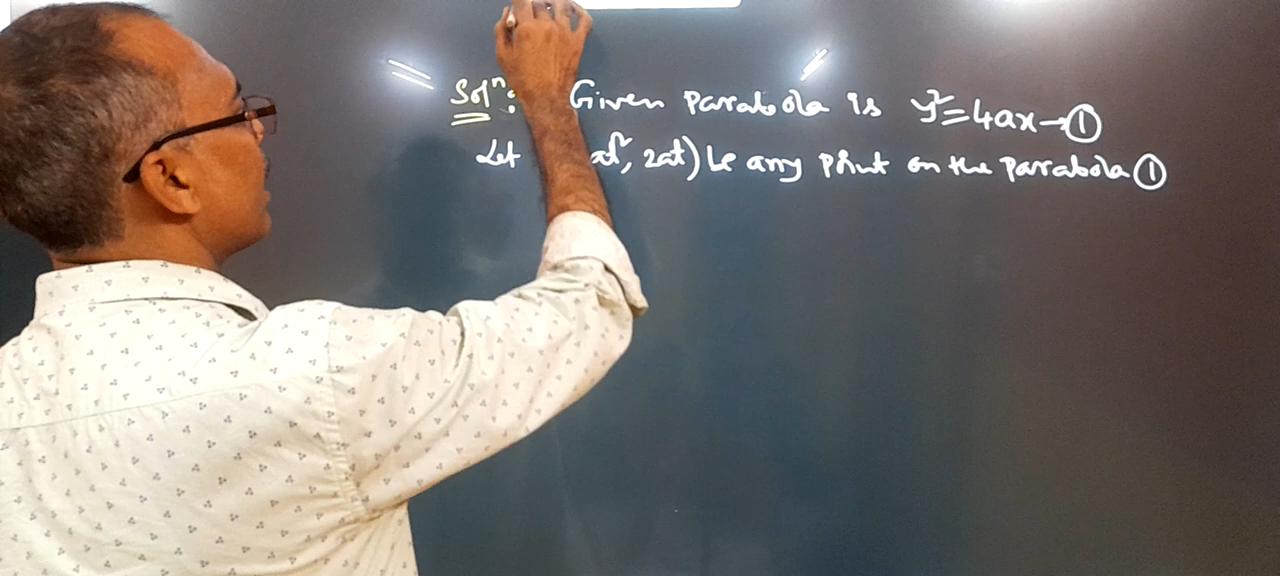 Solⁿ: Given parabola is y²=4ax→①
Let at², 2at) be any point on the parabola ①